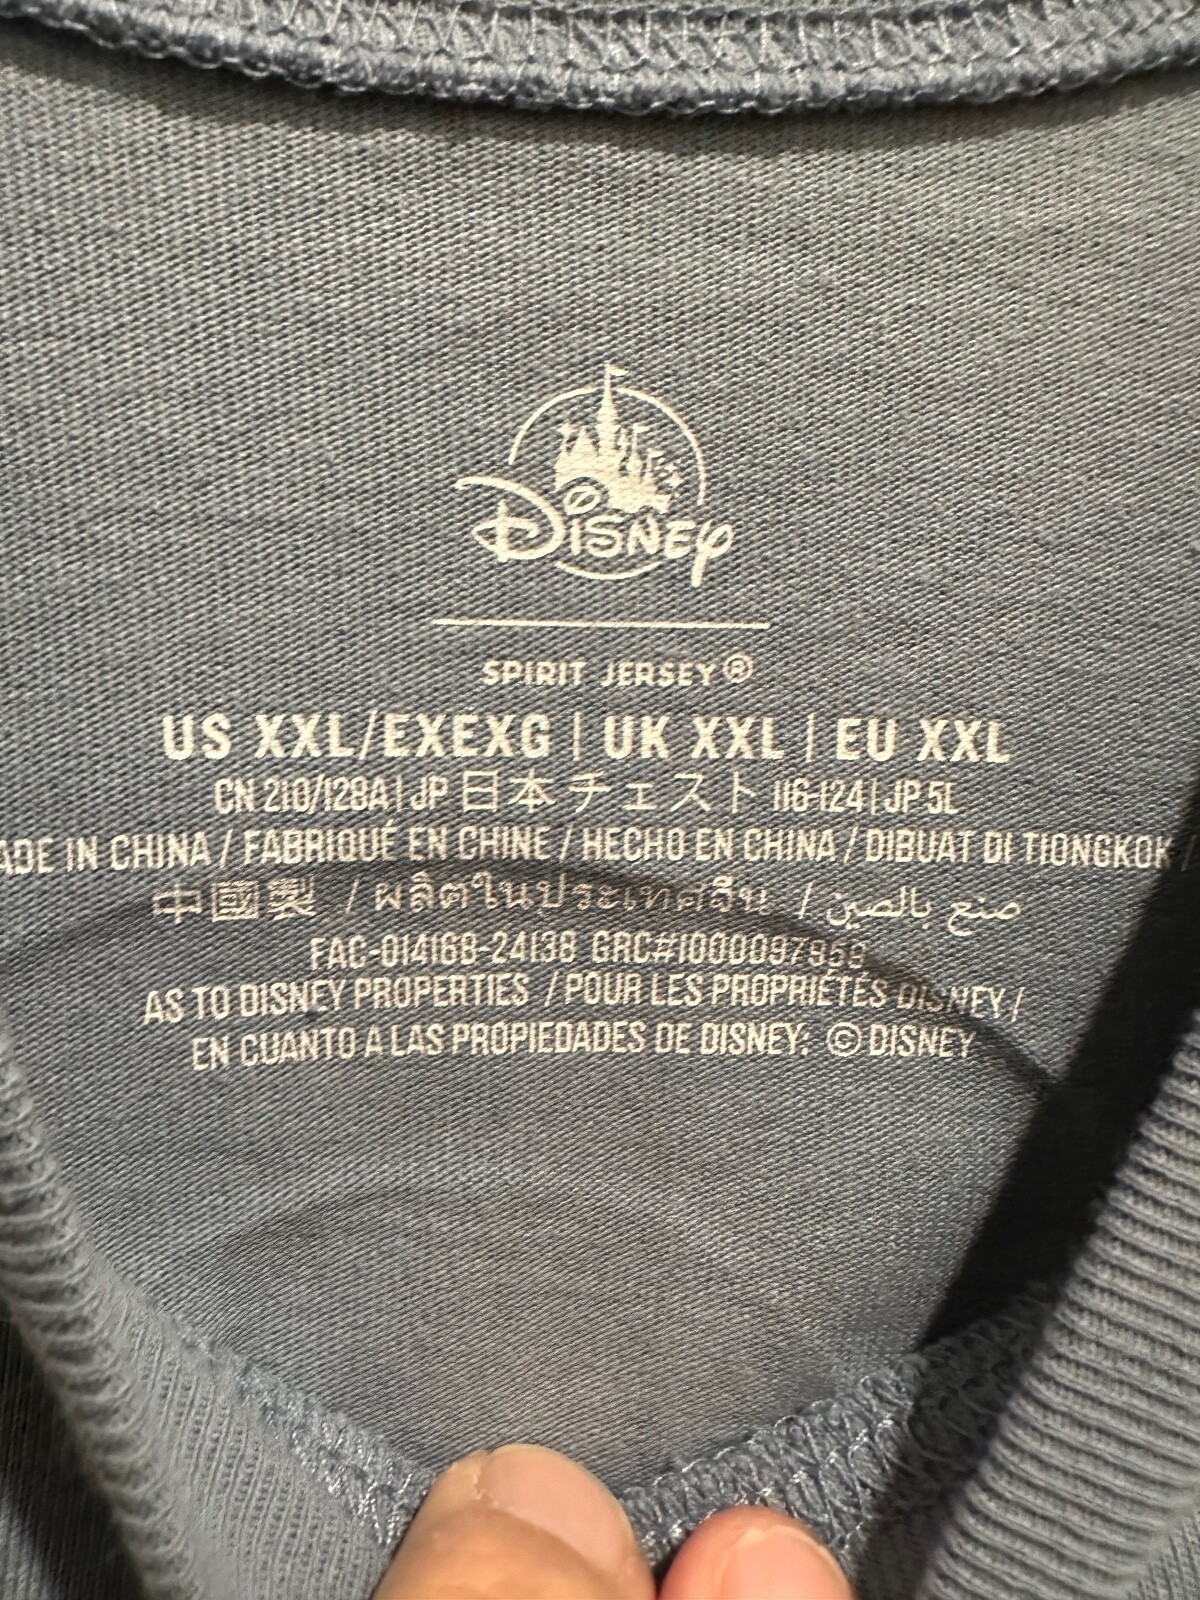 DISNEY
SPIRIT JERSEY®
US XXL/EXEXG | UK XXL | EU XXL
CN 210/128A | JP 日本 チェスト 116-124 | JP 5L
ADE IN CHINA / FABRIQUÉ EN CHINE / HECHO EN CHINA / DIBUAT DI TIONGKOK /
中國製 / ผลิตในประเทศจีน / صنع بالصين
FAC-014168-24138 GRC#1000097859
AS TO DISNEY PROPERTIES / POUR LES PROPRIÉTÉS DISNEY /
EN CUANTO A LAS PROPIEDADES DE DISNEY: © DISNEY